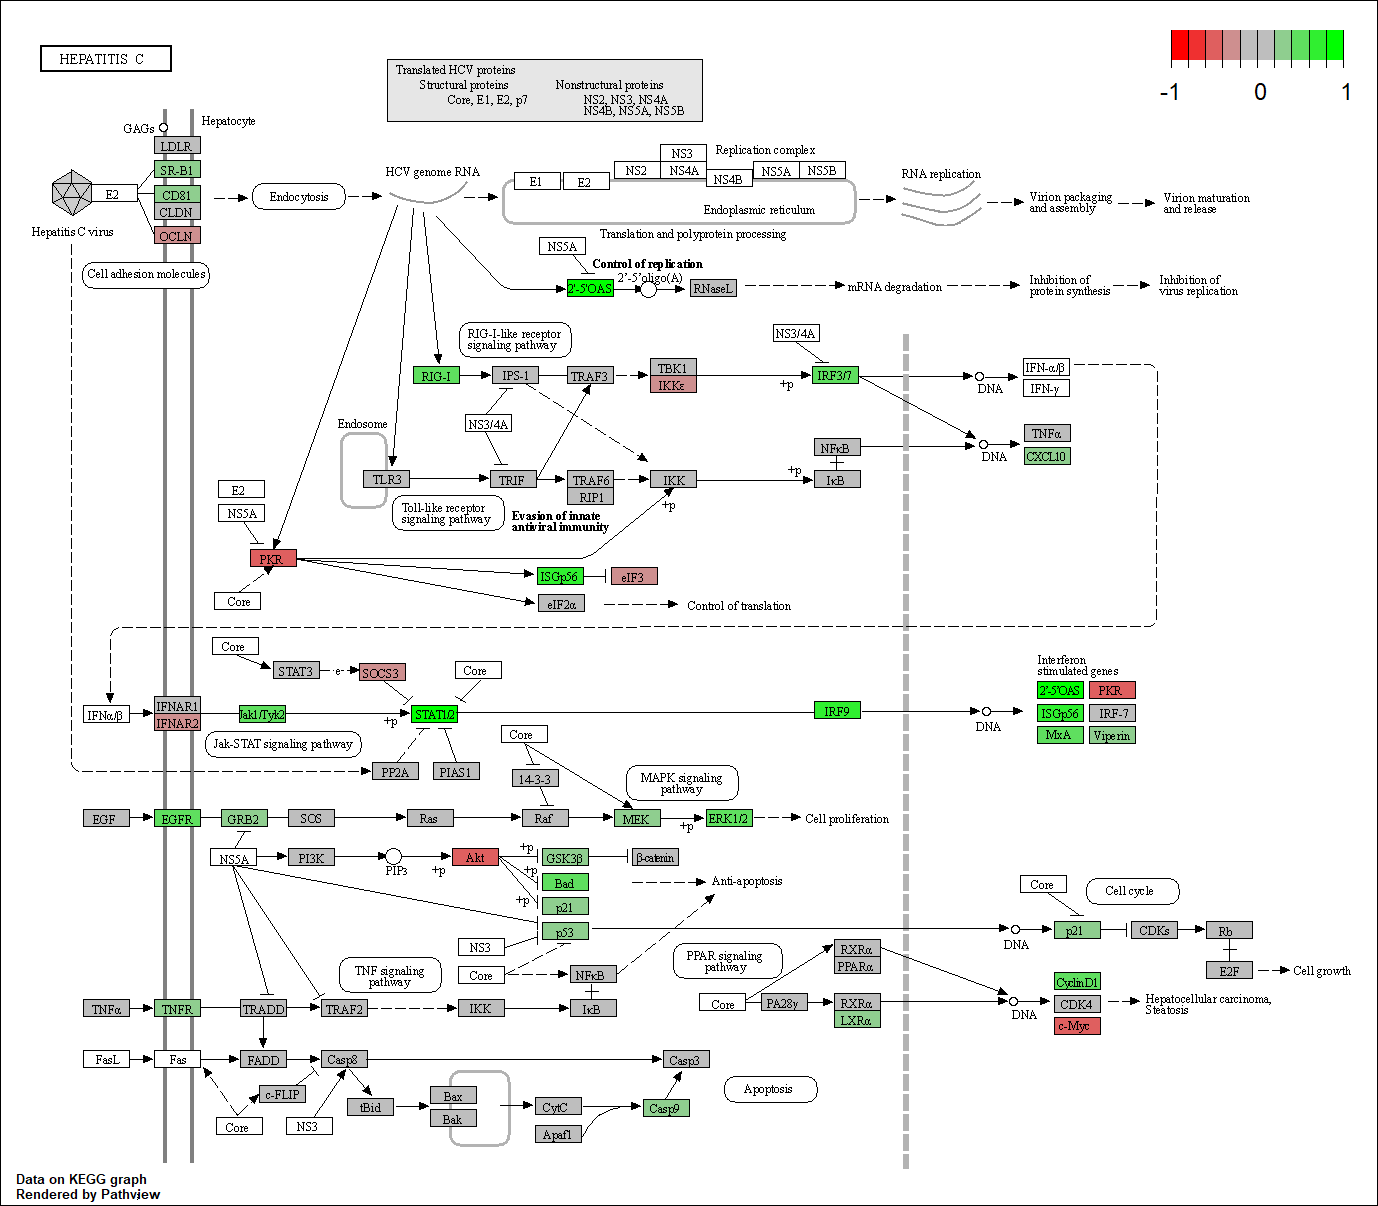 HEPATITIS C
-1
0
1
Translated HCV proteins
Structural proteins
Nonstructural proteins
Core, E1, E2, p7
NS2, NS3, NS4A
NS4B, NS5A, NS5B
GAGs
Hepatocyte
LDLR
SR-B1
CD81
CLDN
OCLN
E2
Hepatitis C virus
Cell adhesion molecules
Endocytosis
HCV genome RNA
NS3
Replication complex
NS2
NS4A
NS5A
NS5B
NS4B
E1
E2
Endoplasmic reticulum
Translation and polyprotein processing
RNA replication
Virion packaging
and assembly
Virion maturation
and release
NS5A
Control of replication
2'-5'oligo(A)
2'-5'OAS
RNaseL
mRNA degradation
Inhibition of
protein synthesis
Inhibition of
virus replication
RIG-I-like receptor
signaling pathway
NS3/4A
RIG-I
IPS-1
TRAF3
TBK1
IKKε
+p
IRF3/7
DNA
IFN-α/β
IFN-γ
NS3/4A
Endosome
TLR3
TRIF
TRAF6
RIP1
IKK
+p
+p
NFκB
IκB
DNA
TNFα
CXCL10
Toll-like receptor
signaling pathway
Evasion of innate
antiviral immunity
E2
NS5A
PKR
Core
ISGp56
eIF3
eIF2α
Control of translation
Core
STAT3
e
SOCS3
Core
IFNα/β
IFNAR1
IFNAR2
Jak1/Tyk2
+p
STAT1/2
IRF9
DNA
Interferon
stimulated genes
2'-5'OAS
PKR
ISGp56
IRF-7
MxA
Viperin
Jak-STAT signaling pathway
PP2A
PIAS1
Core
14-3-3
MAPK signaling
pathway
EGF
EGFR
GRB2
SOS
Ras
Raf
MEK
+p
ERK1/2
Cell proliferation
NS5A
PI3K
PIP3
+p
Akt
+p
+p
+p
GSK3β
β-catenin
Bad
p21
p53
Anti-apoptosis
NS3
Core
NFκB
IκB
Core
Cell cycle
DNA
p21
CDKs
Rb
E2F
Cell growth
TNF signaling
pathway
PPAR signaling
pathway
TNFα
TNFR
TRADD
TRAF2
IKK
Core
PA28γ
RXRα
PPARα
RXRα
LXRα
DNA
CyclinD1
CDK4
c-Myc
Hepatocellular carcinoma,
Steatosis
FasL
Fas
FADD
Casp8
Casp3
c-FLIP
Core
NS3
tBid
Bax
Bak
CytC
Apaf1
Casp9
Apoptosis
Data on KEGG graph
Rendered by Pathview